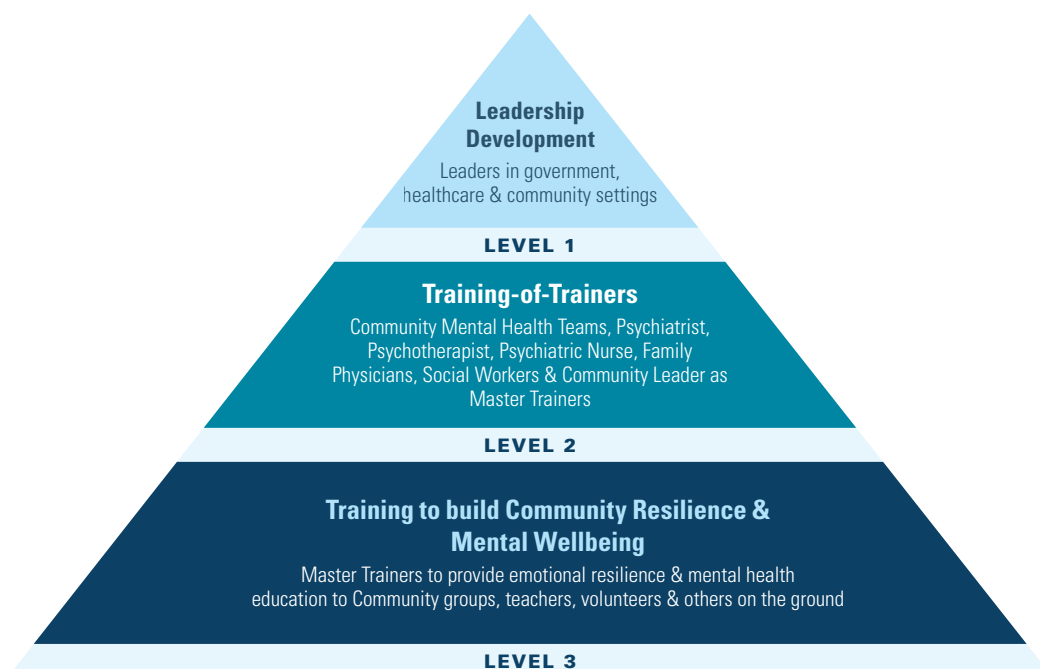 Leadership
Development
Leaders in government,
healthcare & community settings
LEVEL 1
Training-of-Trainers
Community Mental Health Teams, Psychiatrist,
Psychotherapist, Psychiatric Nurse, Family
Physicians, Social Workers & Community Leader as
Master Trainers
LEVEL 2
Training to build Community Resilience &
Mental Wellbeing
Master Trainers to provide emotional resilience & mental health
education to Community groups, teachers, volunteers & others on the ground
LEVEL 3